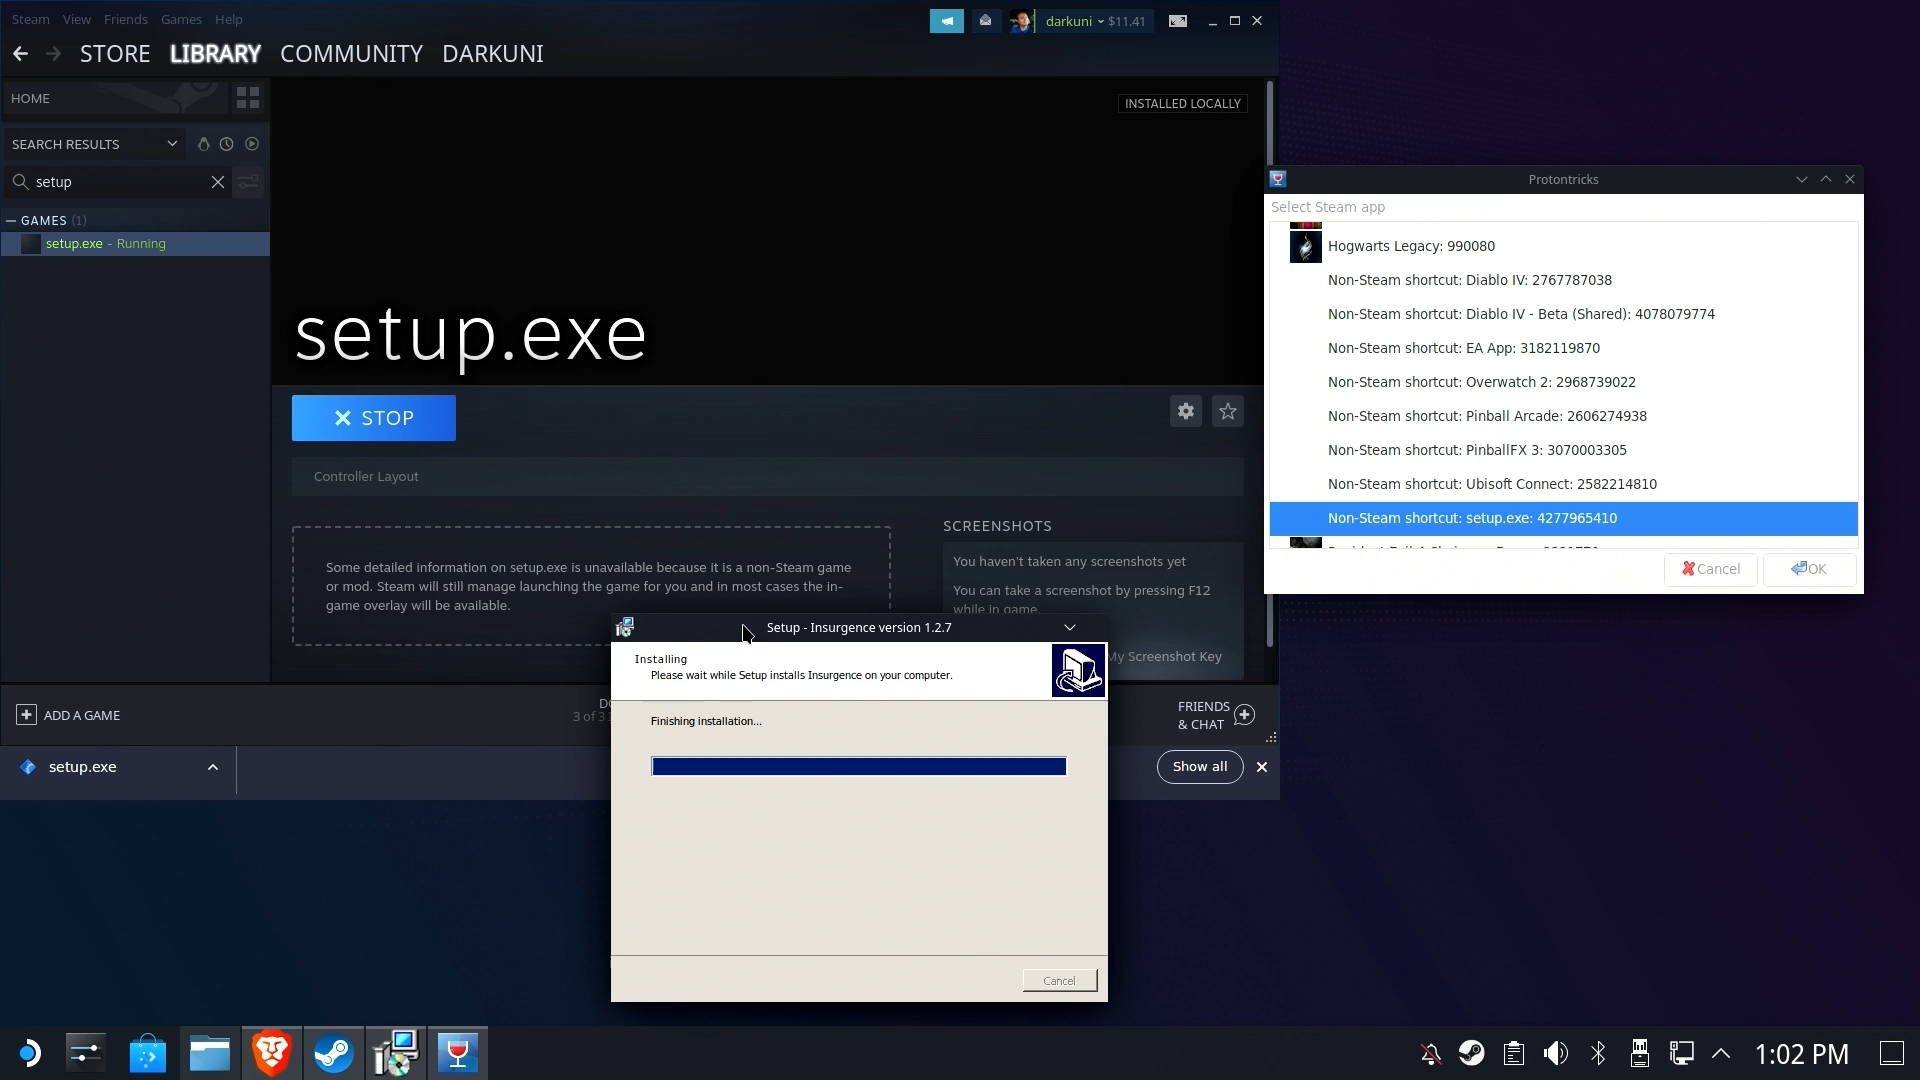 Steam View Friends Games Help
darkuni $11.41
STORE LIBRARY COMMUNITY DARKUNI
HOME
INSTALLED LOCALLY
SEARCH RESULTS
setup
GAMES (1)
setup.exe - Running
setup.exe
STOP
Controller Layout
Some detailed information on setup.exe is unavailable because it is a non-Steam game
or mod. Steam will still manage launching the game for you and in most cases the in-
game overlay will be available.
SCREENSHOTS
You haven't taken any screenshots yet
You can take a screenshot by pressing F12
while in game.
My Screenshot Key
ADD A GAME
3 of 3
FRIENDS
& CHAT
setup.exe
Show all
Protontricks
Select Steam app
Hogwarts Legacy: 990080
Non-Steam shortcut: Diablo IV: 2767787038
Non-Steam shortcut: Diablo IV - Beta (Shared): 4078079774
Non-Steam shortcut: EA App: 3182119870
Non-Steam shortcut: Overwatch 2: 2968739022
Non-Steam shortcut: Pinball Arcade: 2606274938
Non-Steam shortcut: PinballFX 3: 3070003305
Non-Steam shortcut: Ubisoft Connect: 2582214810
Non-Steam shortcut: setup.exe: 4277965410
Cancel
OK
Setup - Insurgence version 1.2.7
Installing
Please wait while Setup installs Insurgence on your computer.
Finishing installation...
Cancel
1:02 PM